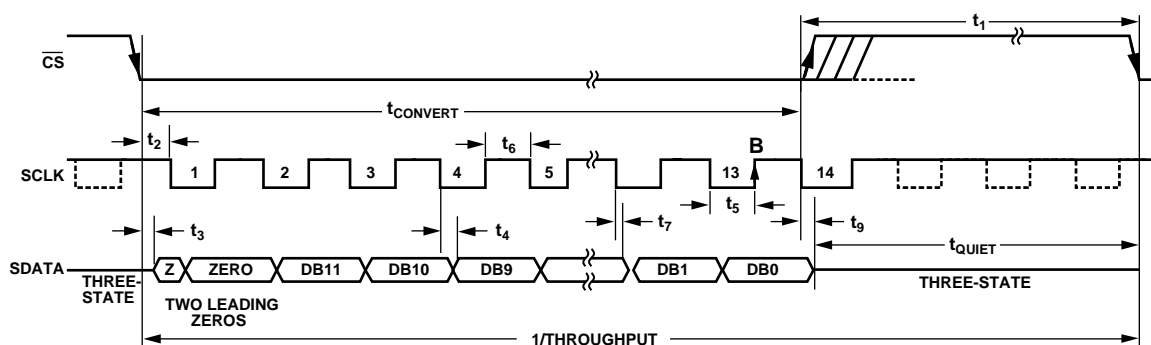 t1
CS
tCONVERT
t2
t6
B
SCLK
1
2
3
4
5
13
14
t3
t4
t7
t5
t9
tQUIET
SDATA
Z
ZERO
DB11
DB10
DB9
DB1
DB0
THREE-
STATE
THREE-STATE
TWO LEADING
ZEROS
1/THROUGHPUT